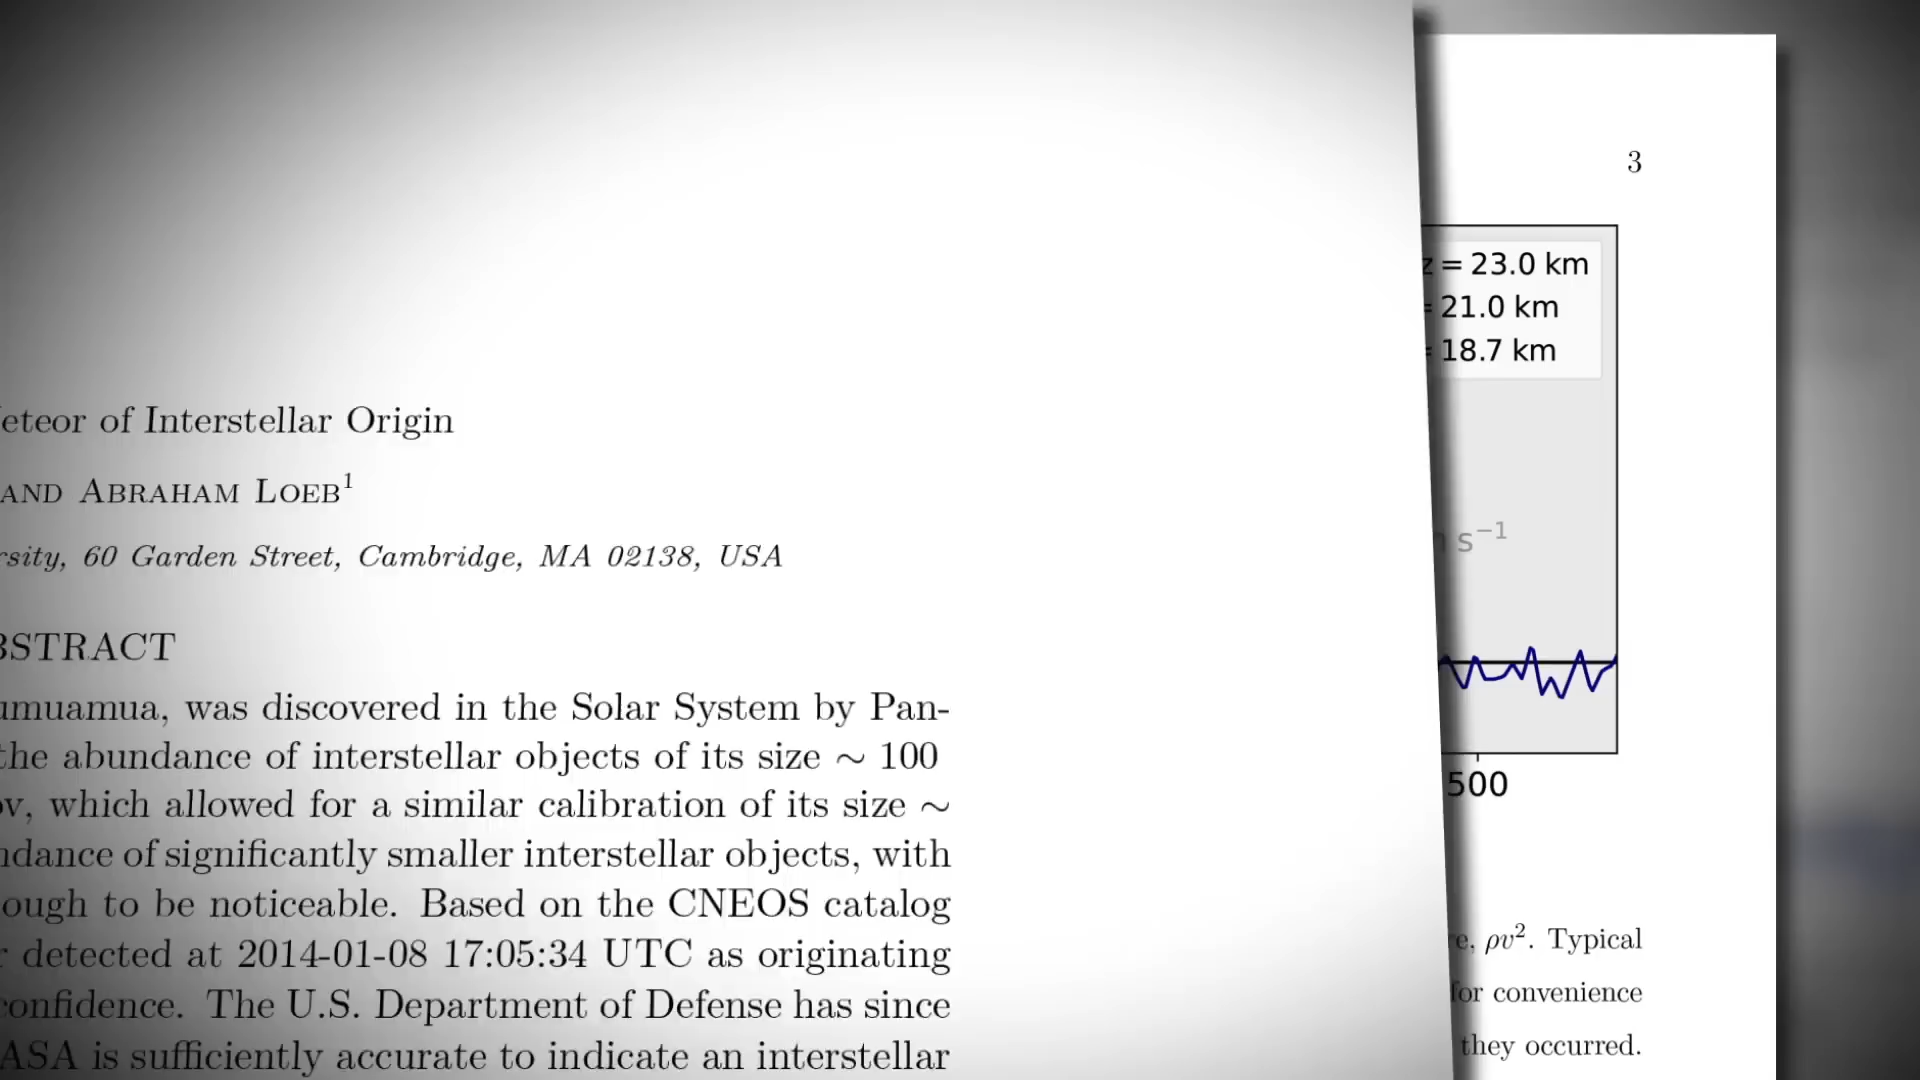 eteor of Interstellar Origin
AND ABRAHAM LOEB¹
rsity, 60 Garden Street, Cambridge, MA 02138, USA
BSTRACT
umuamua, was discovered in the Solar System by Pan-
the abundance of interstellar objects of its size ∼ 100
ov, which allowed for a similar calibration of its size ∼
ndance of significantly smaller interstellar objects, with
ough to be noticeable. Based on the CNEOS catalog
r detected at 2014-01-08 17:05:34 UTC as originating
confidence. The U.S. Department of Defense has since
ASA is sufficiently accurate to indicate an interstellar
3
z = 23.0 km
= 21.0 km
= 18.7 km
s⁻¹
500
re, ρv². Typical
for convenience
they occurred.